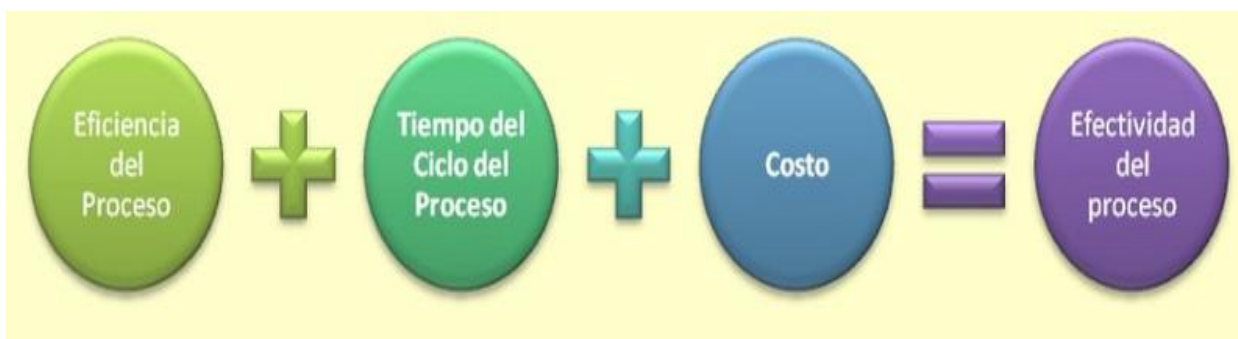 Eficiencia
del
Proceso
Tiempo del
Ciclo del
Proceso
Costo
Efectividad
del
proceso